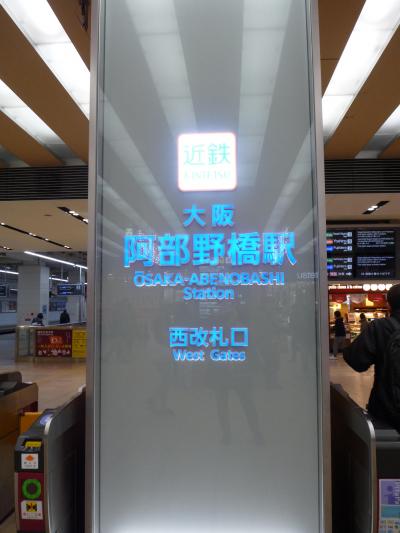 近鉄
KINTETSU
大阪
阿部野橋駅
ŌSAKA-ABENOBASHI
Station
西改札口
West Gates